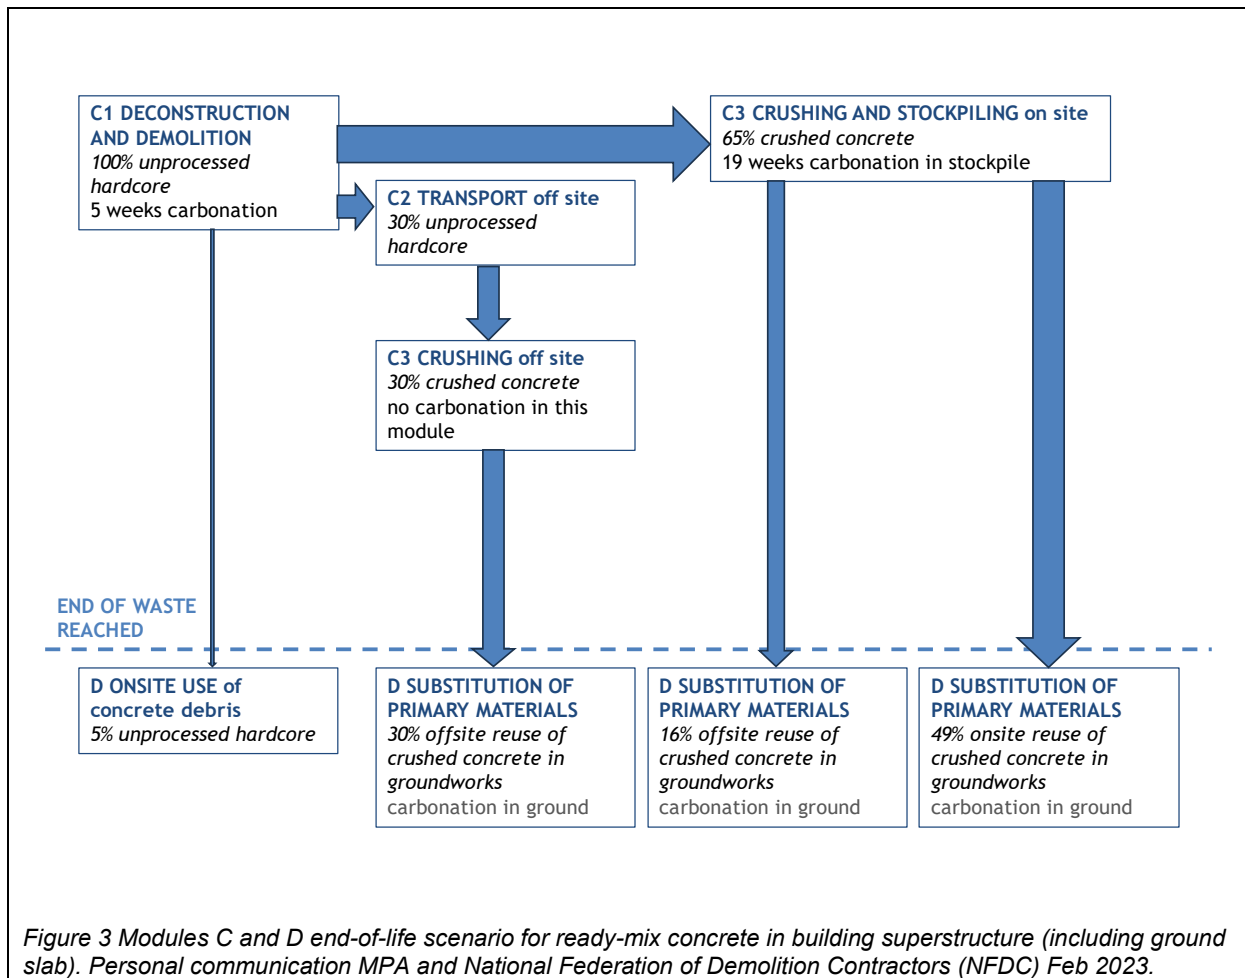 C1 DECONSTRUCTION
AND DEMOLITION
100% unprocessed
hardcore
5 weeks carbonation
C3 CRUSHING AND STOCKPILING on site
65% crushed concrete
19 weeks carbonation in stockpile
C2 TRANSPORT off site
30% unprocessed
hardcore
C3 CRUSHING off site
30% crushed concrete
no carbonation in this
module
END OF WASTE
REACHED
D ONSITE USE of
concrete debris
5% unprocessed hardcore
D SUBSTITUTION OF
PRIMARY MATERIALS
30% offsite reuse of
crushed concrete in
groundworks
carbonation in ground
D SUBSTITUTION OF
PRIMARY MATERIALS
16% offsite reuse of
crushed concrete in
groundworks
carbonation in ground
D SUBSTITUTION OF
PRIMARY MATERIALS
49% onsite reuse of
crushed concrete in
groundworks
carbonation in ground
Figure 3 Modules C and D end-of-life scenario for ready-mix concrete in building superstructure (including ground
slab). Personal communication MPA and National Federation of Demolition Contractors (NFDC) Feb 2023.